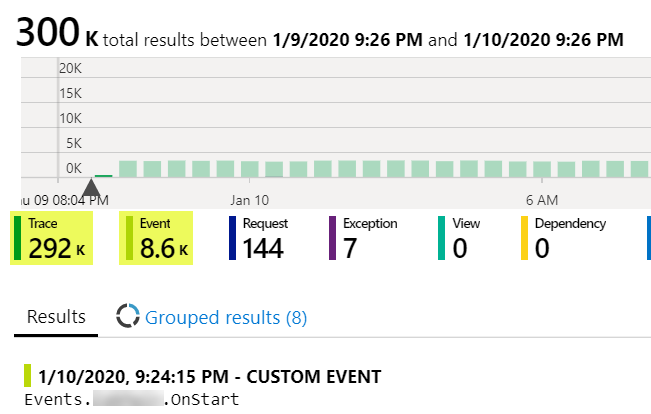 300 K total results between 1/9/2020 9:26 PM and 1/10/2020 9:26 PM
20K
15K
10K
5K
0K
hu 09 08:04 PM
Jan 10
6 AM
Trace
292 K
Event
8.6 K
Request
144
Exception
7
View
0
Dependency
0
Results
Grouped results (8)
1/10/2020, 9:24:15 PM - CUSTOM EVENT
Events. .OnStart